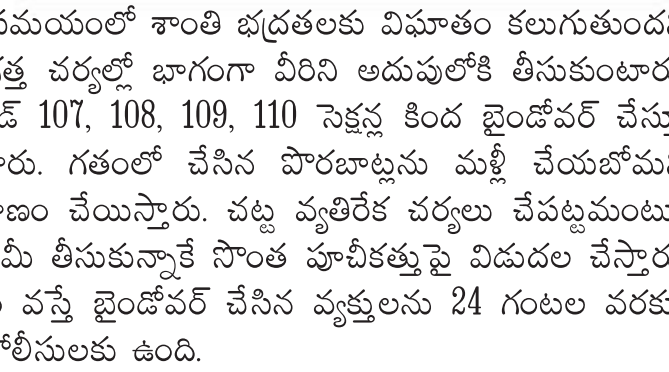 సమయంలో శాంతి భద్రతలకు విఘాతం కలుగుతుంద
చర్యల్లో భాగంగా వీరిని అదుపులోకి తీసుకుంటార
107, 108, 109, 110 సెక్షన్ల కింద బైండోవర్ చేస్తు
రు. గతంలో చేసిన పొరబాట్లను మళ్లీ చేయబోమ
ణం చేయిస్తారు. చట్ట వ్యతిరేక చర్యలు చేపట్టమంటు
మీ తీసుకున్నాకే సొంత పూచీకత్తుపై విడుదల చేస్తార
వస్తే బైండోవర్ చేసిన వ్యక్తులను 24 గంటల వరకు
పోలీసులకు ఉంది.